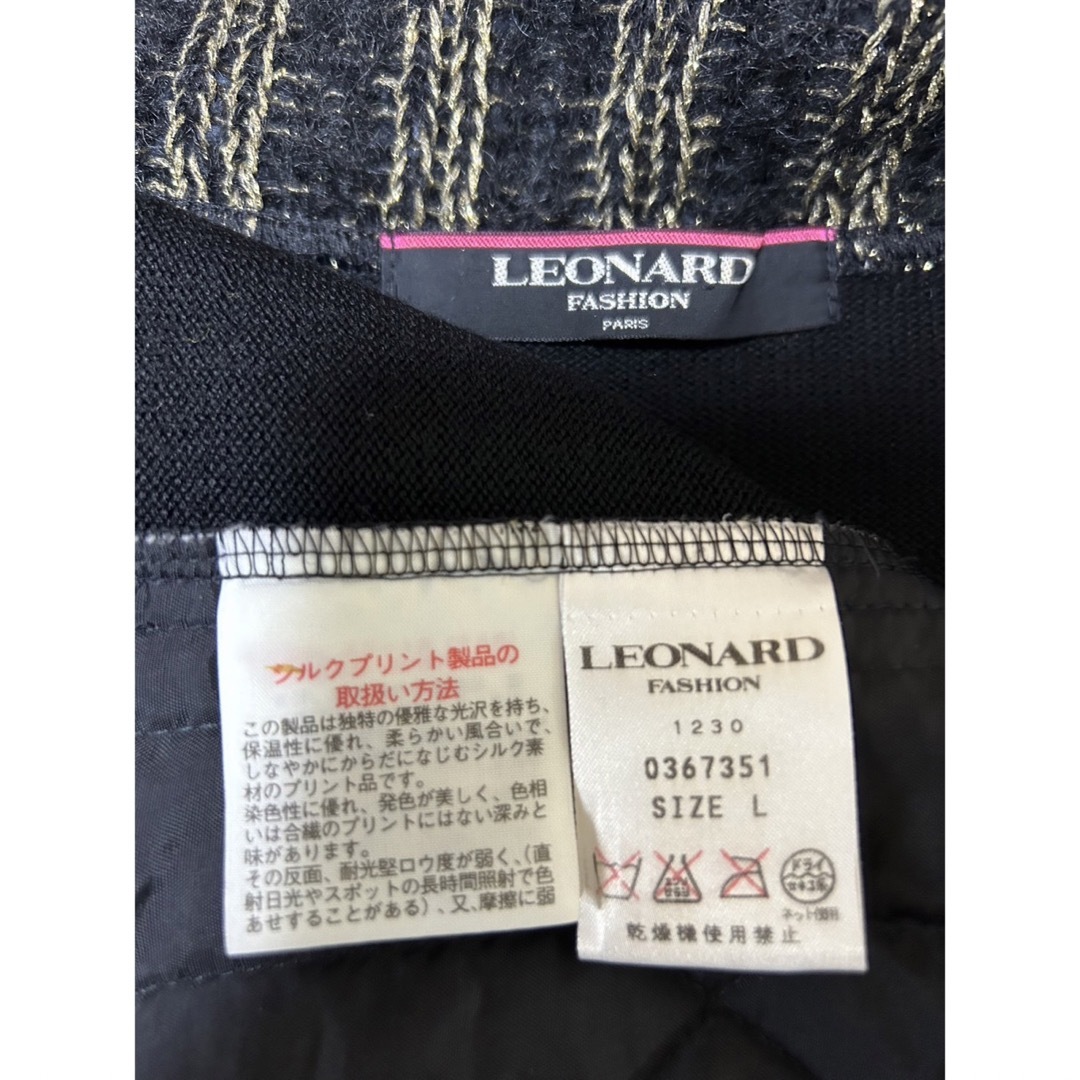 LEONARD
FASHION
PARIS
シルクプリント製品の
取扱い方法
この製品は独特の優雅な光沢を持ち、
保温性に優れ、柔らかい風合いで、
しなやかにからだになじむシルク素
材のプリント品です。
染色性に優れ、発色が美しく、色相
いは合繊のプリントにはない深みと
味があります。
その反面、耐光堅ロウ度が弱く、(直
射日光やスポットの長時間照射で色
あせすることがある)、又、摩擦に弱
LEONARD
FASHION
1230
0367351
SIZE L
ドライ
セキユ系
ネット使用
乾燥機使用禁止